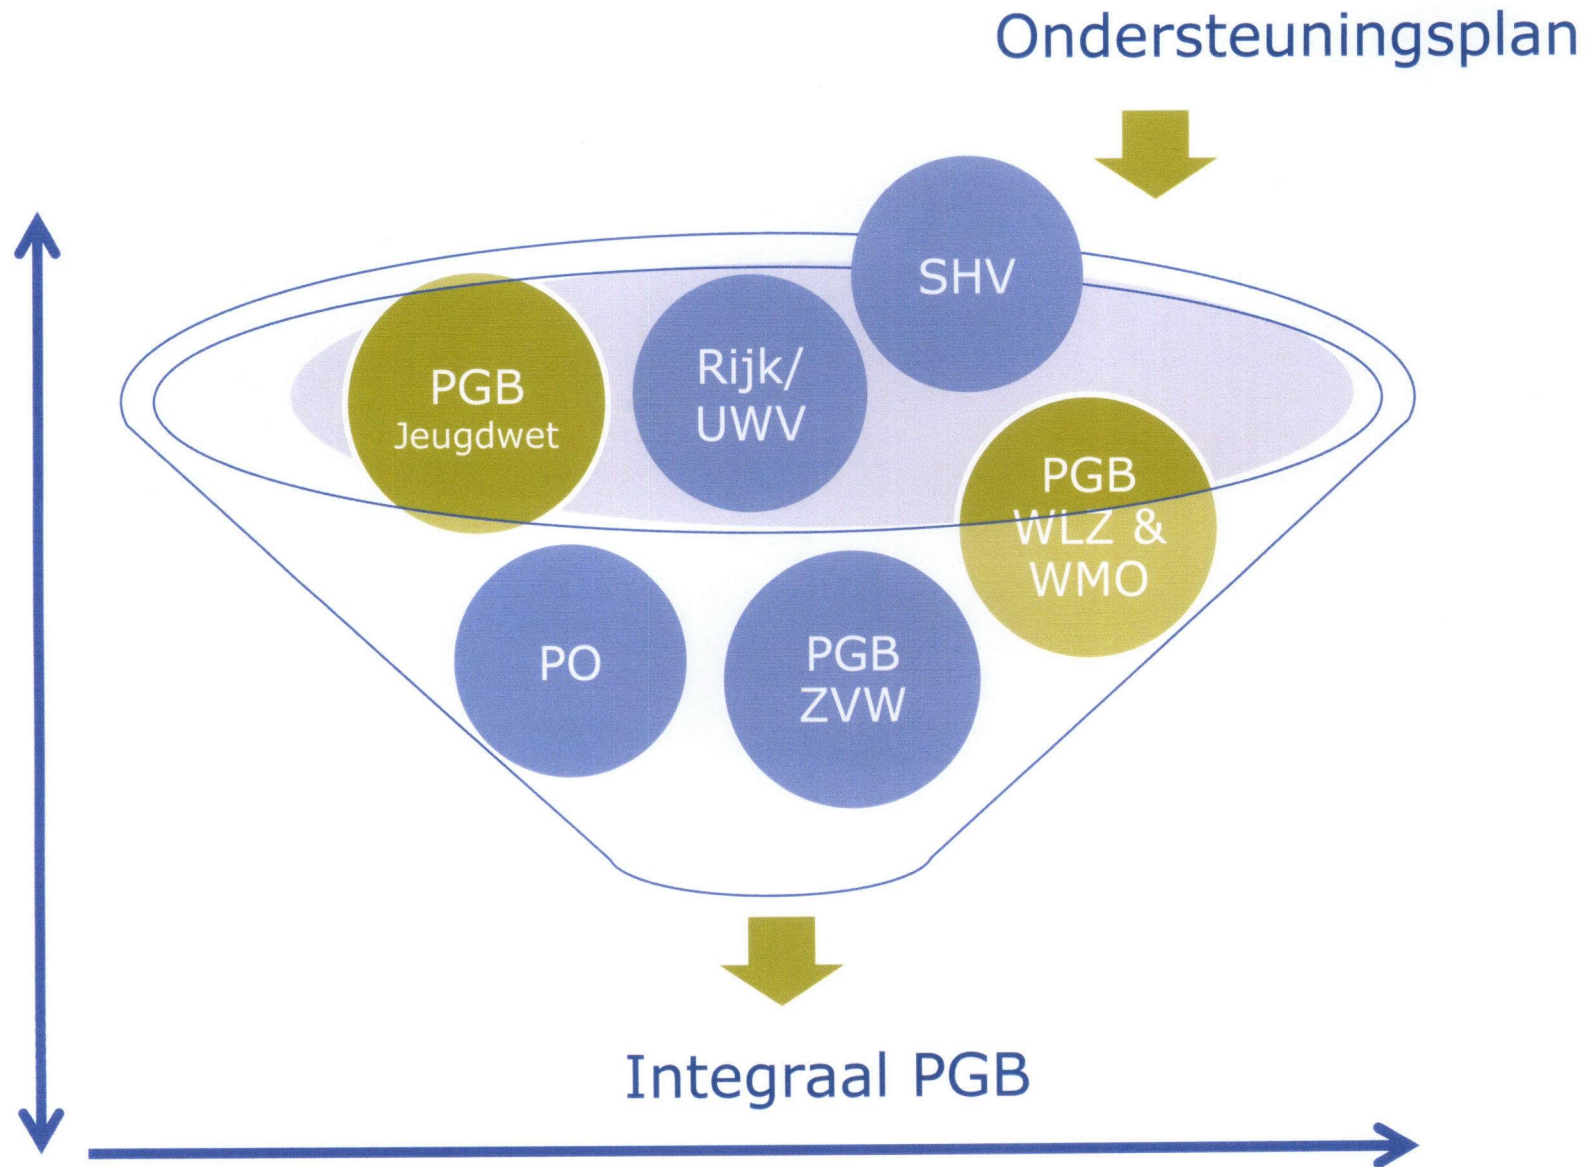 Ondersteuningsplan
SHV
Rijk/
UWV
PGB
Jeugdwet
PGB
WLZ &
WMO
PO
PGB
ZVW
Integraal PGB